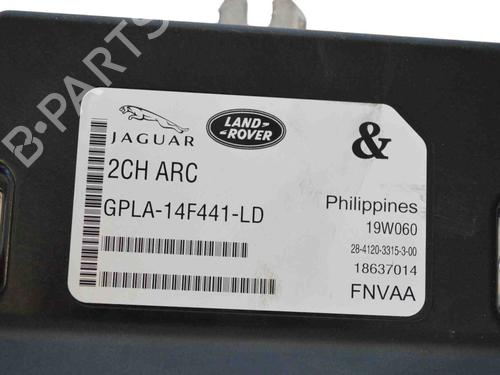 B-PARTS
JAGUAR
LAND-
-ROVER
&
2CH ARC
GPLA-14F441-LD
Philippines
19W060
28-4120-3315-3-00
18637014
FNVAA